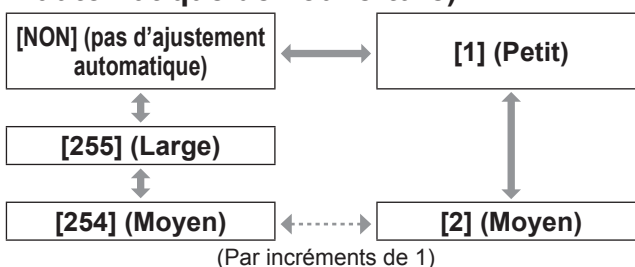 [NON] (pas d'ajustement
automatique)
[1] (Petit)
[255] (Large)
[254] (Moyen)
[2] (Moyen)
(Par incréments de 1)